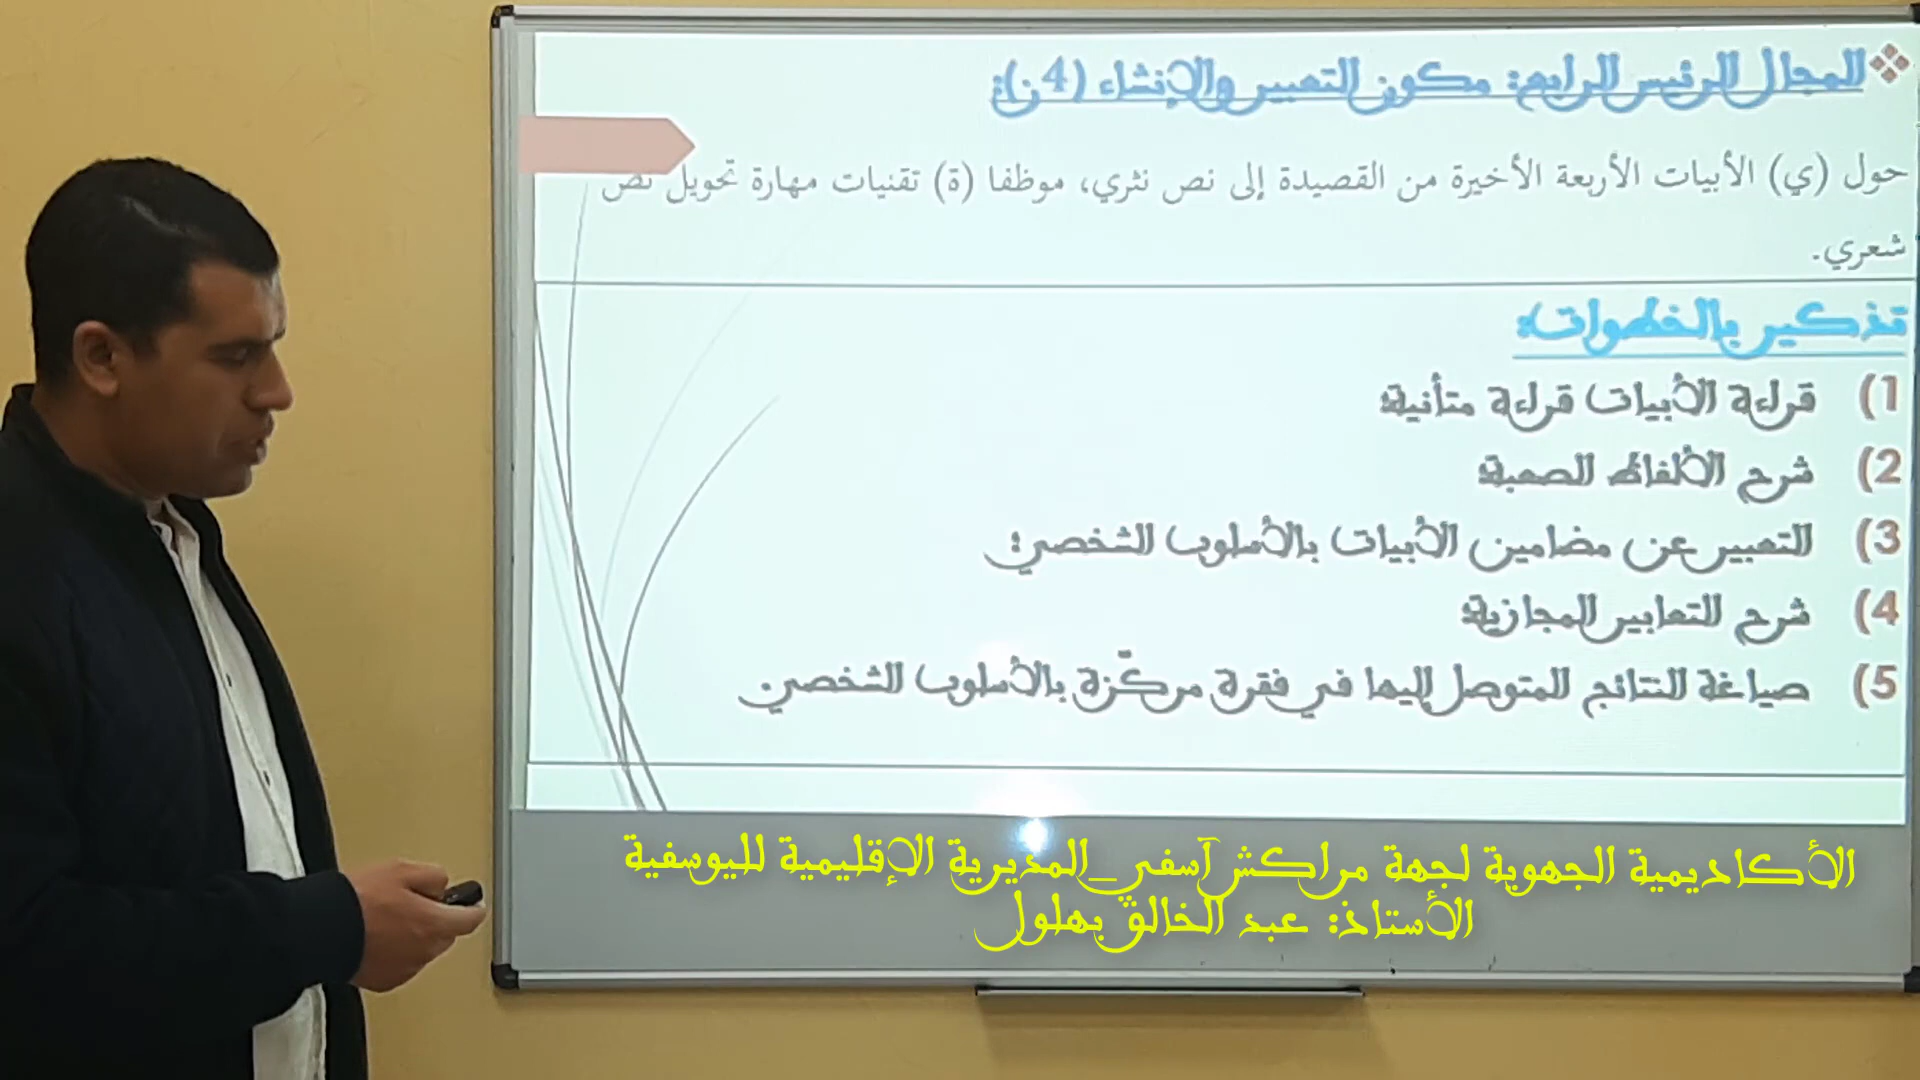 المجال الرئيس الرابع: مكون التعبير والإنشاء (4 ن):
حول (ي) الأبيات الأربعة الأخيرة من القصيدة إلى نص نثري، موظفا (ة) تقنيات مهارة تحويل نص
شعري.
تذكير بالخطوات:
1) قراءة الأبيات قراءة متأنية؛
2) شرح الألفاظ الصعبة؛
3) التعبير عن مضامين الأبيات بالأسلوب الشخصي؛
4) شرح التعابير المجازية؛
5) صياغة النتائج المتوصل إليها في فقرة مركّزة بالأسلوب الشخصي.
الأكاديمية الجهوية لجهة مراكش آسفي_المديرية الإقليمية لليوسفية
الأستاذ: عبد الخالق بهلول